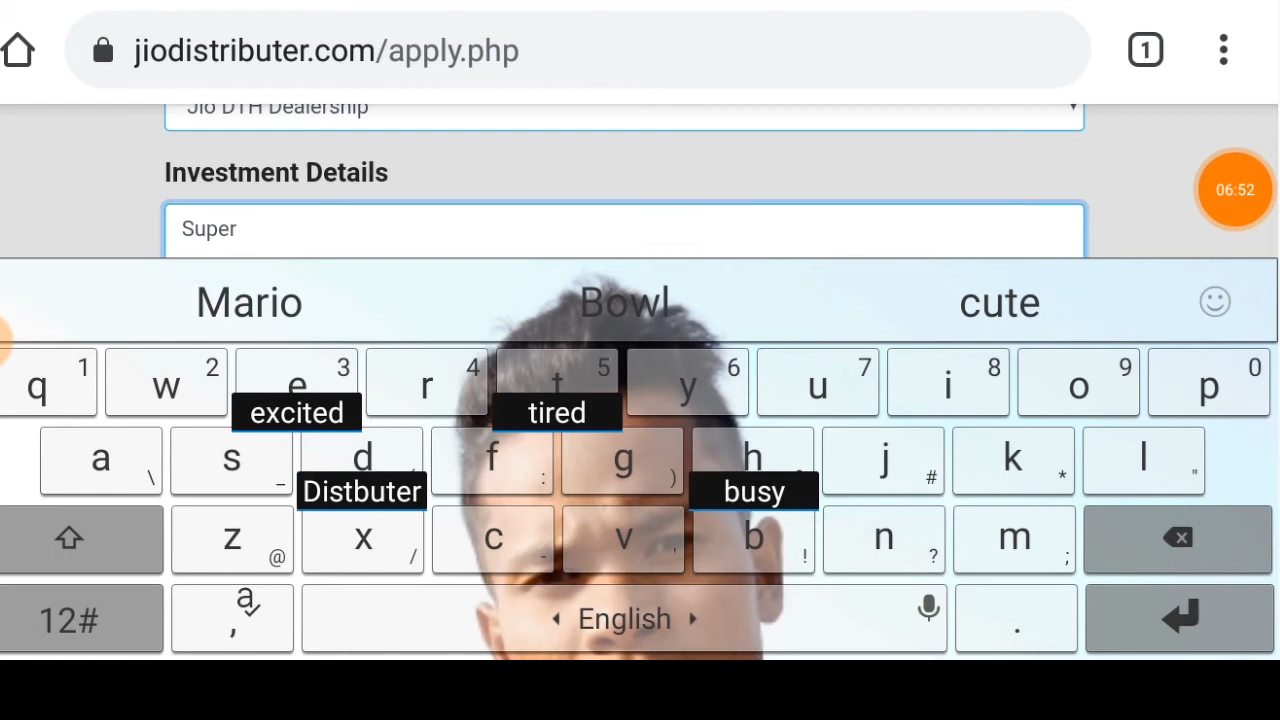 jiodistributer.com/apply.php
1
Jio DTH Dealership
Investment Details
06:52
Super
Mario Bowl cute
q 1 w 2 e 3 r 4 t 5 y 6 u 7 i 8 o 9 p 0
excited tired
a \ s _ d f : g ) h j # k * l "
Distbuter busy
z @ x / c - v ' b ! n ? m ;
12# a , English .